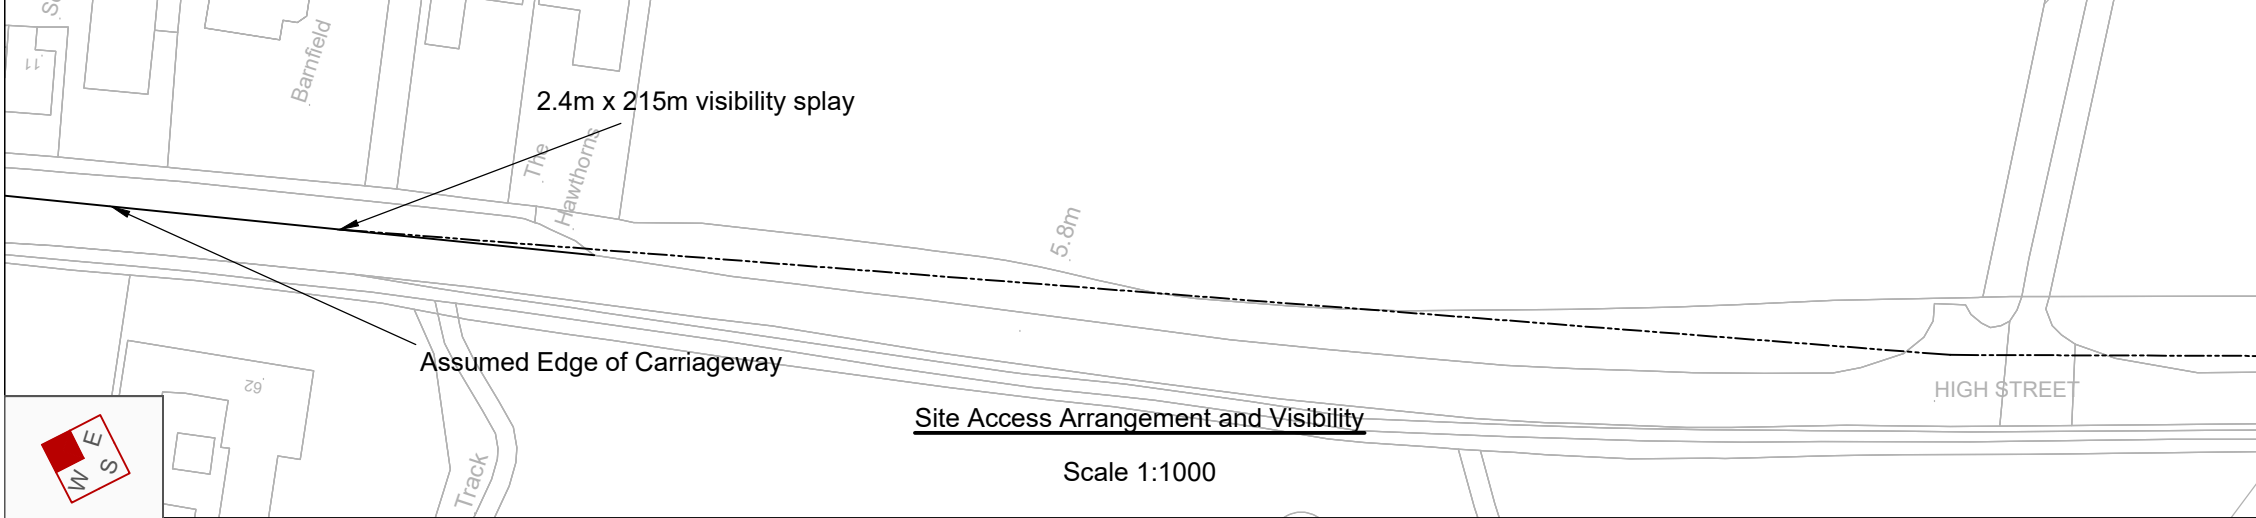 11
Barnfield
2.4m x 215m visibility splay
The
Hawthorns
5.8m
Assumed Edge of Carriageway
62
HIGH STREET
Site Access Arrangement and Visibility
Scale 1:1000
Track
E
S
W